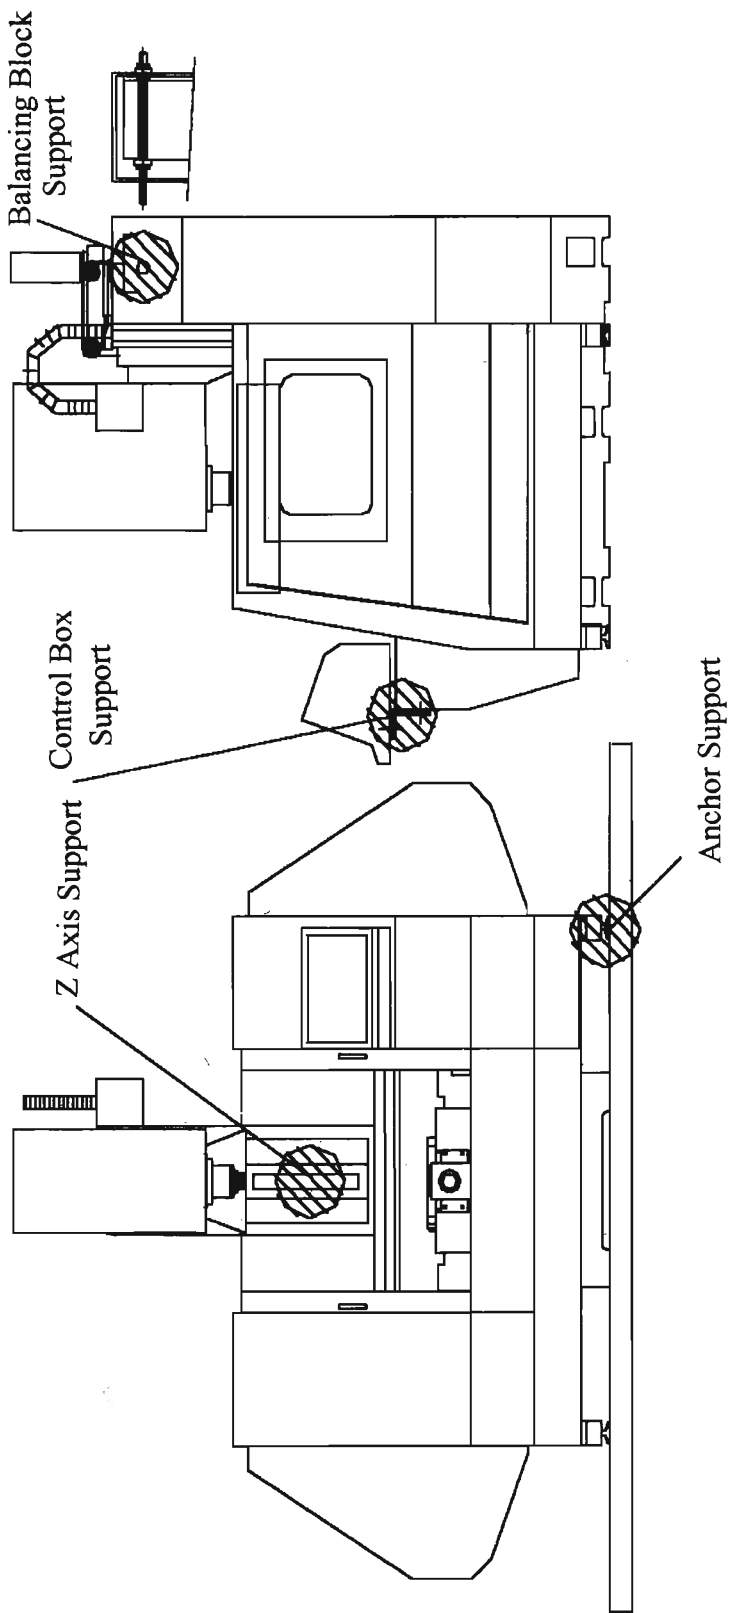 Z Axis Support
Control Box
Support
Balancing Block
Support
Anchor Support